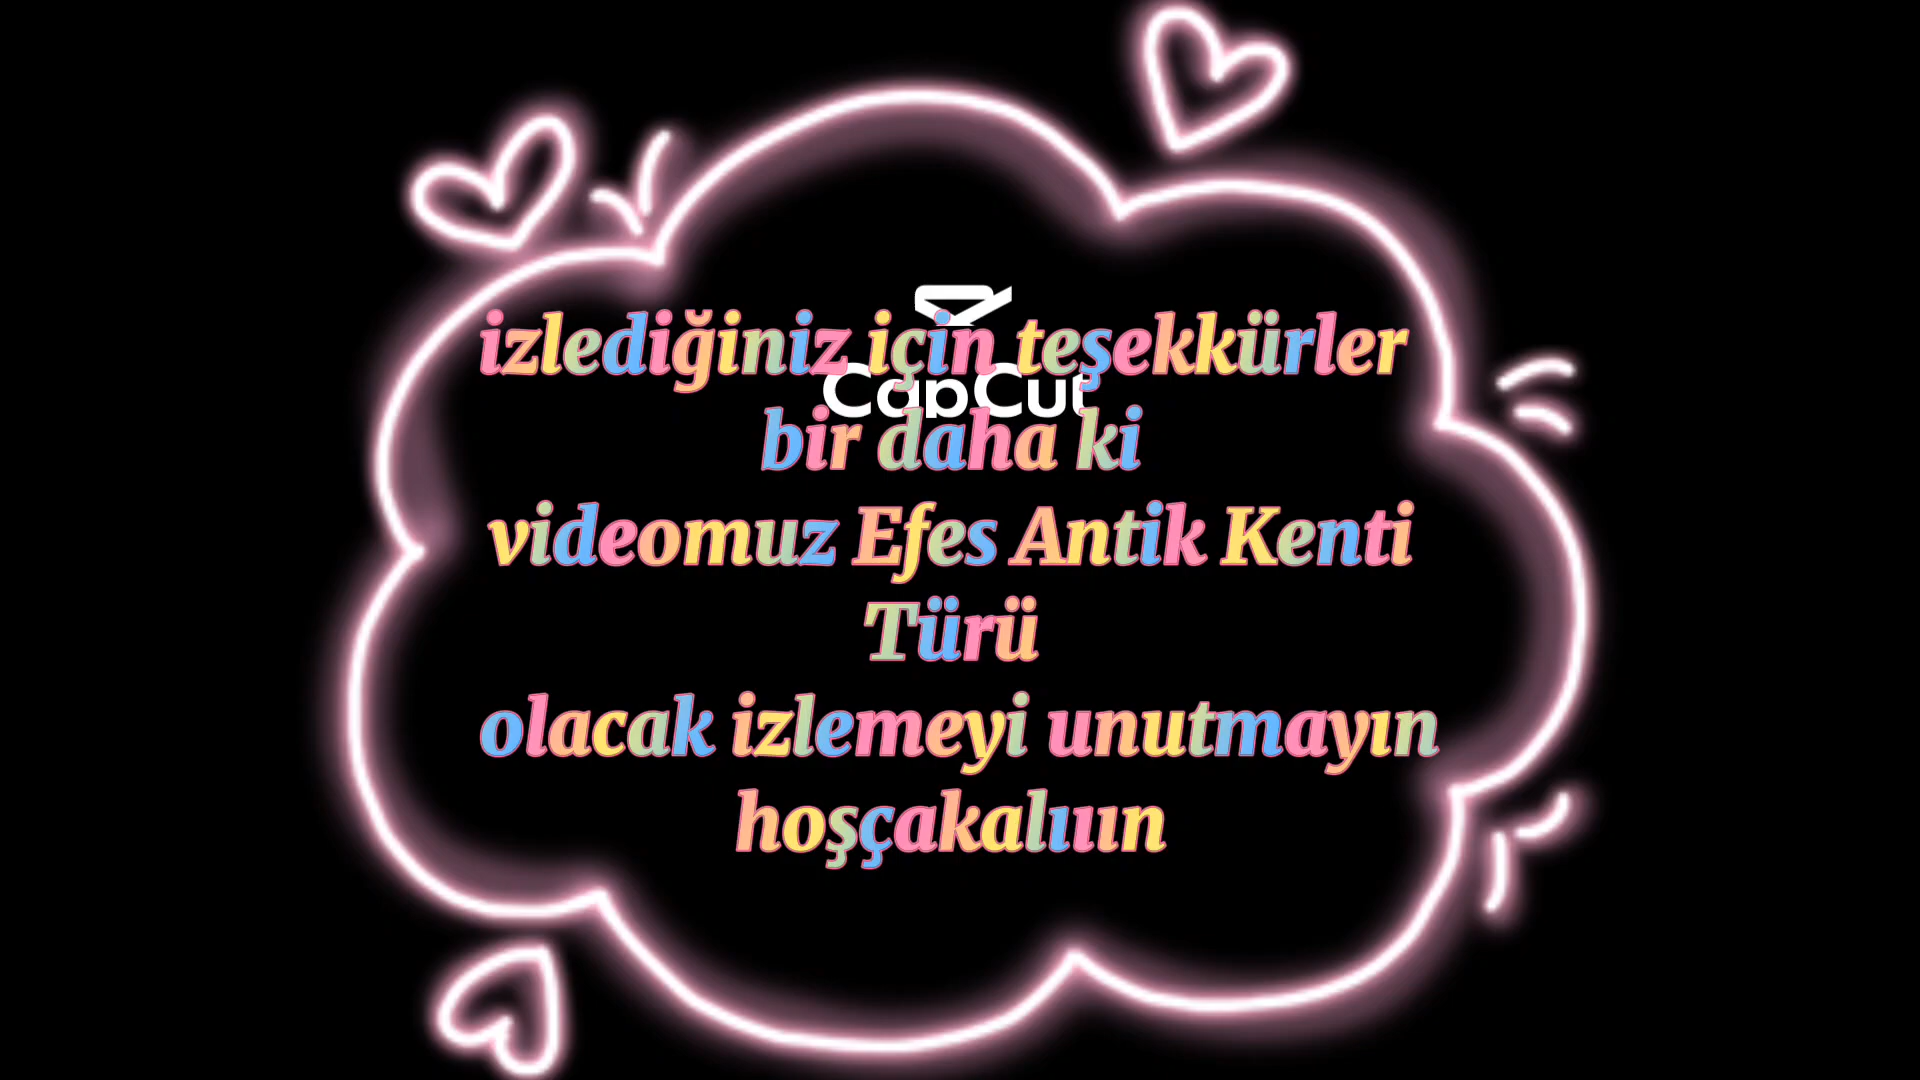 izlediğiniz için teşekkürler
CapCut
bir daha ki
videomuz Efes Antik Kenti
Türü
olacak izlemeyi unutmayın
hoşçakalıın